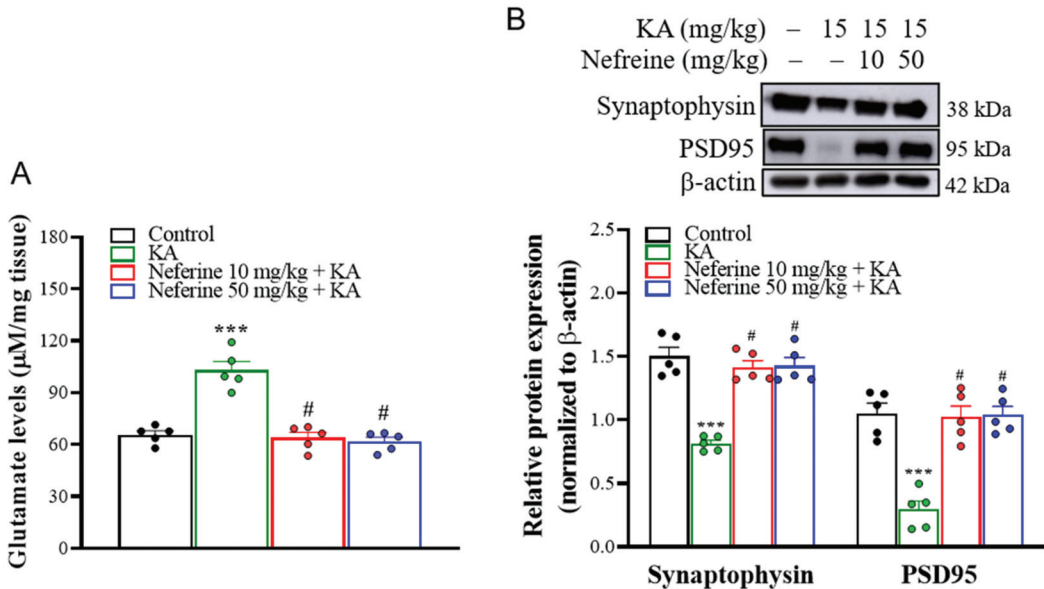 A
Glutamate levels (μM/mg tissue)
180
150
120
90
60
30
0
Control
KA
Neferine 10 mg/kg + KA
Neferine 50 mg/kg + KA
***
#
#
B
KA (mg/kg) – 15 15 15
Nefreine (mg/kg) – – 10 50
Synaptophysin 38 kDa
PSD95 95 kDa
β-actin 42 kDa
Relative protein expression
(normalized to β-actin)
2.5
2.0
1.5
1.0
0.5
0.0
Control
KA
Neferine 10 mg/kg + KA
Neferine 50 mg/kg + KA
***
#
#
***
#
#
Synaptophysin PSD95